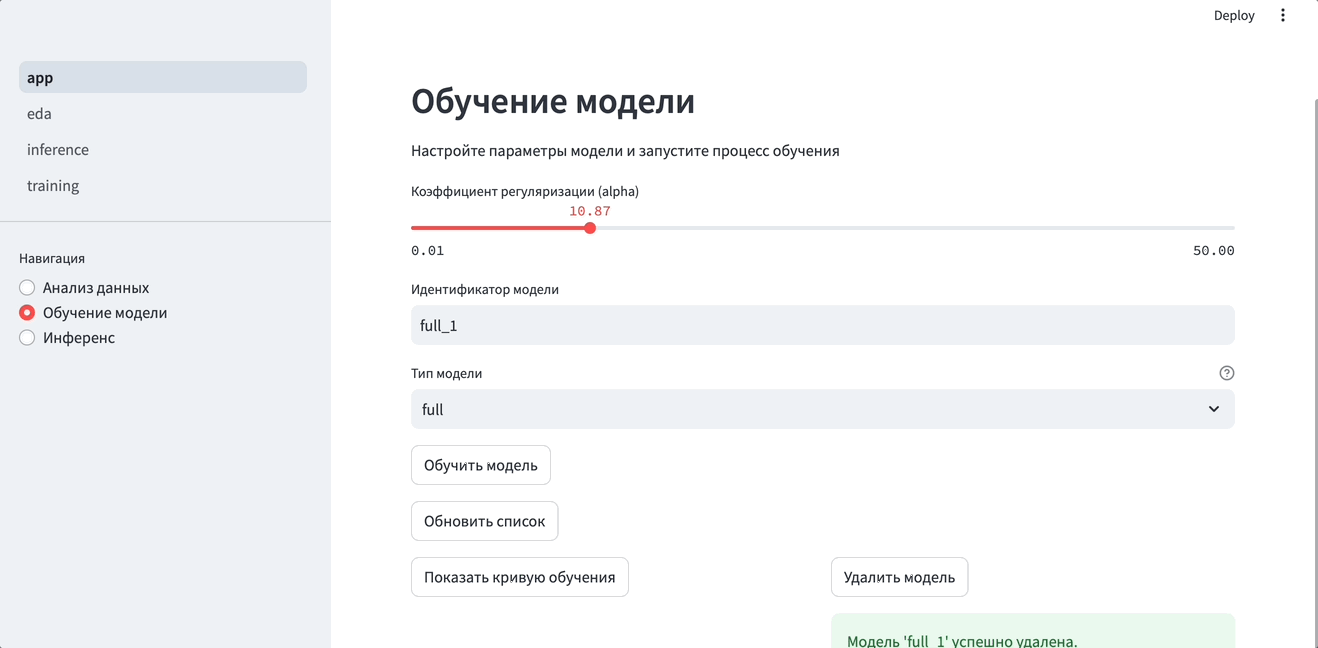 Deploy
app
eda
inference
training
Навигация
Анализ данных
Обучение модели
Инференс
Обучение модели
Настройте параметры модели и запустите процесс обучения
Коэффициент регуляризации (alpha)
10.87
0.01 50.00
Идентификатор модели
full_1
Тип модели
full
Обучить модель
Обновить список
Показать кривую обучения Удалить модель
Модель 'full_1' успешно удалена.